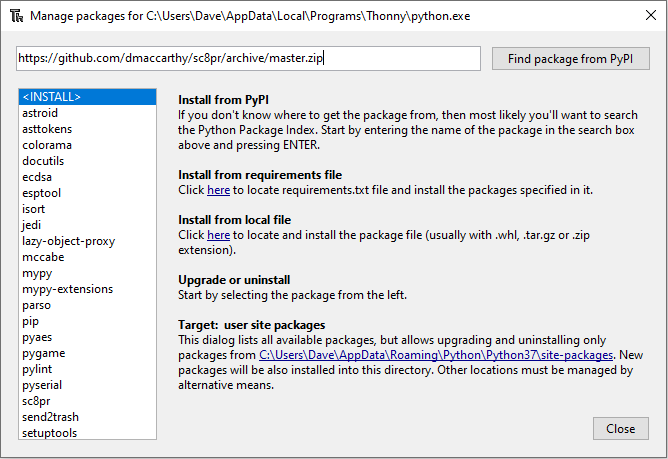 Manage packages for C:\Users\Dave\AppData\Local\Programs\Thonny\python.exe
https://github.com/dmaccarthy/sc8pr/archive/master.zip
Find package from PyPI
<INSTALL>
astroid
asttokens
colorama
docutils
ecdsa
esptool
isort
jedi
lazy-object-proxy
mccabe
mypy
mypy-extensions
parso
pip
pyaes
pygame
pylint
pyserial
sc8pr
send2trash
setuptools
Install from PyPI
If you don't know where to get the package from, then most likely you'll want to search
the Python Package Index. Start by entering the name of the package in the search box
above and pressing ENTER.
Install from requirements file
Click here to locate requirements.txt file and install the packages specified in it.
Install from local file
Click here to locate and install the package file (usually with .whl, .tar.gz or .zip
extension).
Upgrade or uninstall
Start by selecting the package from the left.
Target:  user site packages
This dialog lists all available packages, but allows upgrading and uninstalling only
packages from C:\Users\Dave\AppData\Roaming\Python\Python37\site-packages. New
packages will be also installed into this directory. Other locations must be managed by
alternative means.
Close